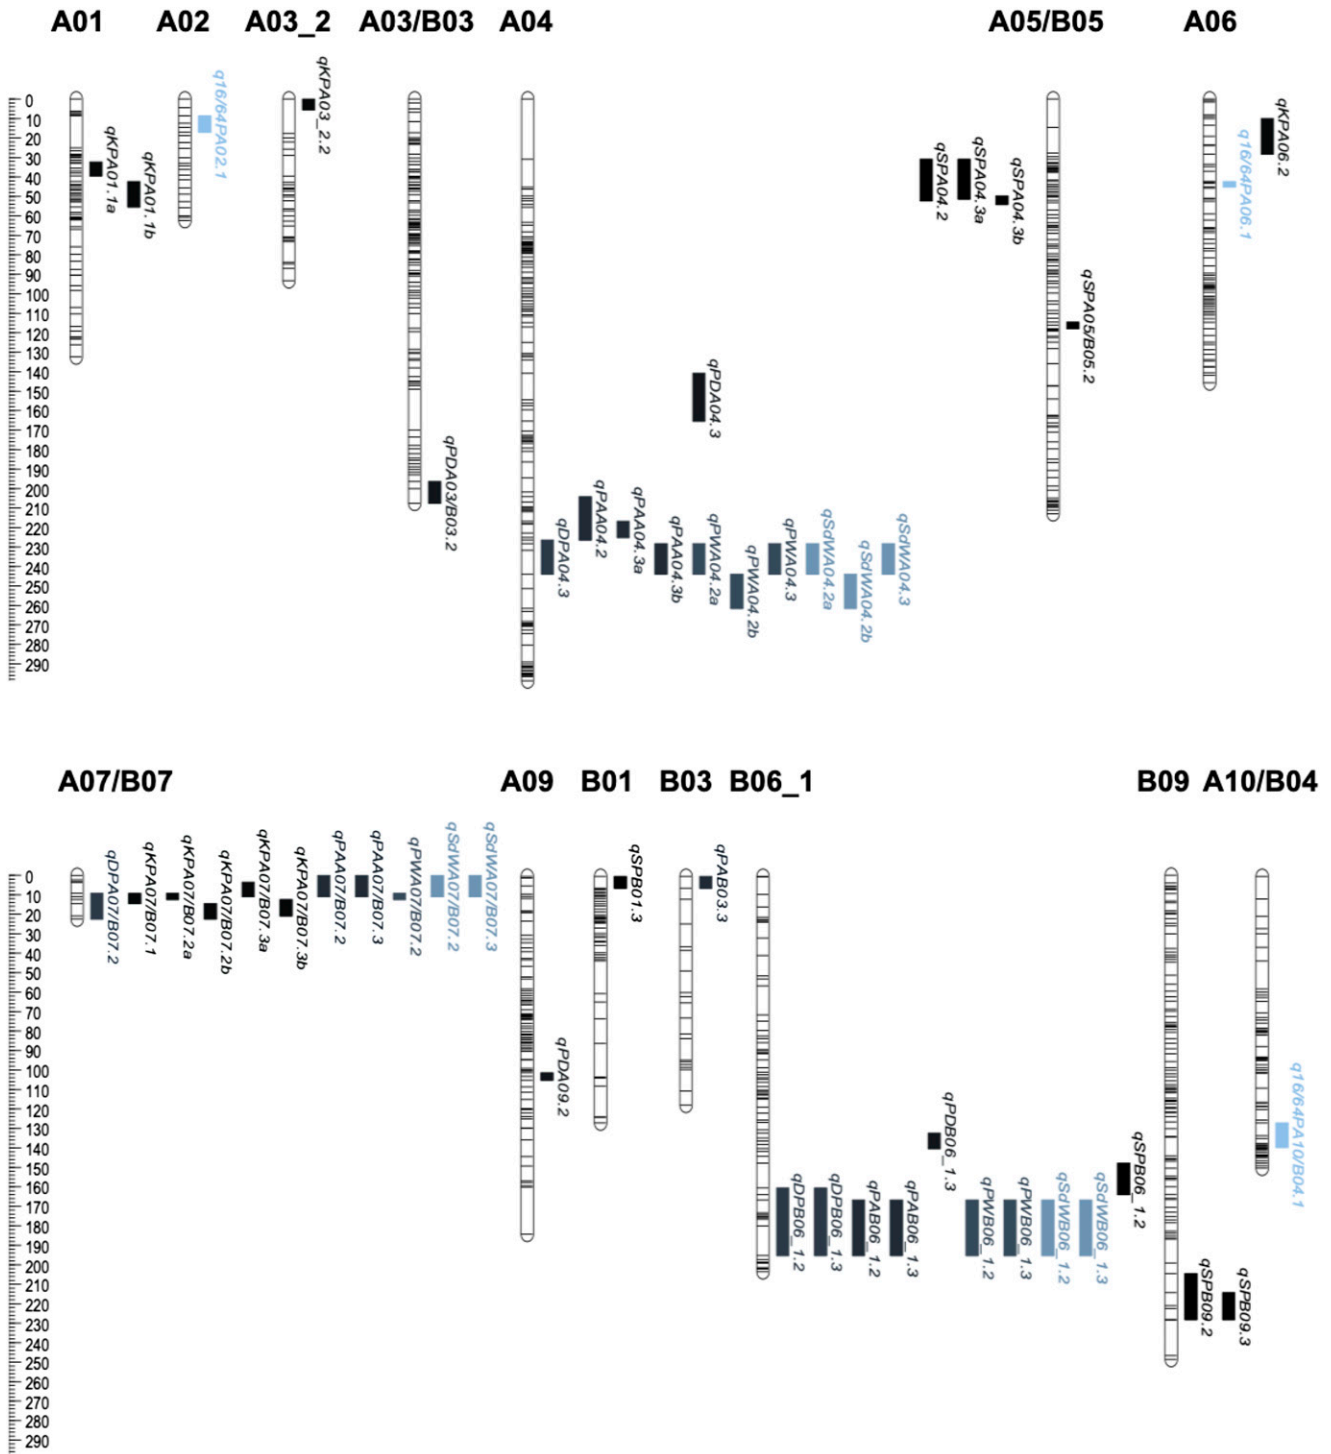 A01 A02 A03_2 A03/B03 A04 A05/B05 A06
0
10
20
30
40
50
60
70
80
90
100
110
120
130
140
150
160
170
180
190
200
210
220
230
240
250
260
270
280
290
qKPA01.1a
qKPA01.1b
q16/64PA02.1
qKPA03_2.2
qPDA03/B03.2
qDPA04.3
qPAA04.2
qPAA04.3a
qPAA04.3b
qPDA04.3
qPWA04.2a
qPWA04.2b
qPWA04.3
qSdWA04.2a
qSdWA04.2b
qSdWA04.3
qSPA04.2
qSPA04.3a
qSPA04.3b
qSPA05/B05.2
q16/64PA06.1
qKPA06.2
A07/B07 A09 B01 B03 B06_1 B09 A10/B04
0
10
20
30
40
50
60
70
80
90
100
110
120
130
140
150
160
170
180
190
200
210
220
230
240
250
260
270
280
290
qDPA07/B07.2
qKPA07/B07.1
qKPA07/B07.2a
qKPA07/B07.2b
qKPA07/B07.3a
qKPA07/B07.3b
qPAA07/B07.2
qPAA07/B07.3
qPWA07/B07.2
qSdWA07/B07.2
qSdWA07/B07.3
qPDA09.2
qSPB01.3
qPAB03.3
qDPB06_1.2
qDPB06_1.3
qPAB06_1.2
qPAB06_1.3
qPDB06_1.3
qPWB06_1.2
qPWB06_1.3
qSdWB06_1.2
qSdWB06_1.3
qSPB06_1.2
qSPB09.2
qSPB09.3
q16/64PA10/B04.1